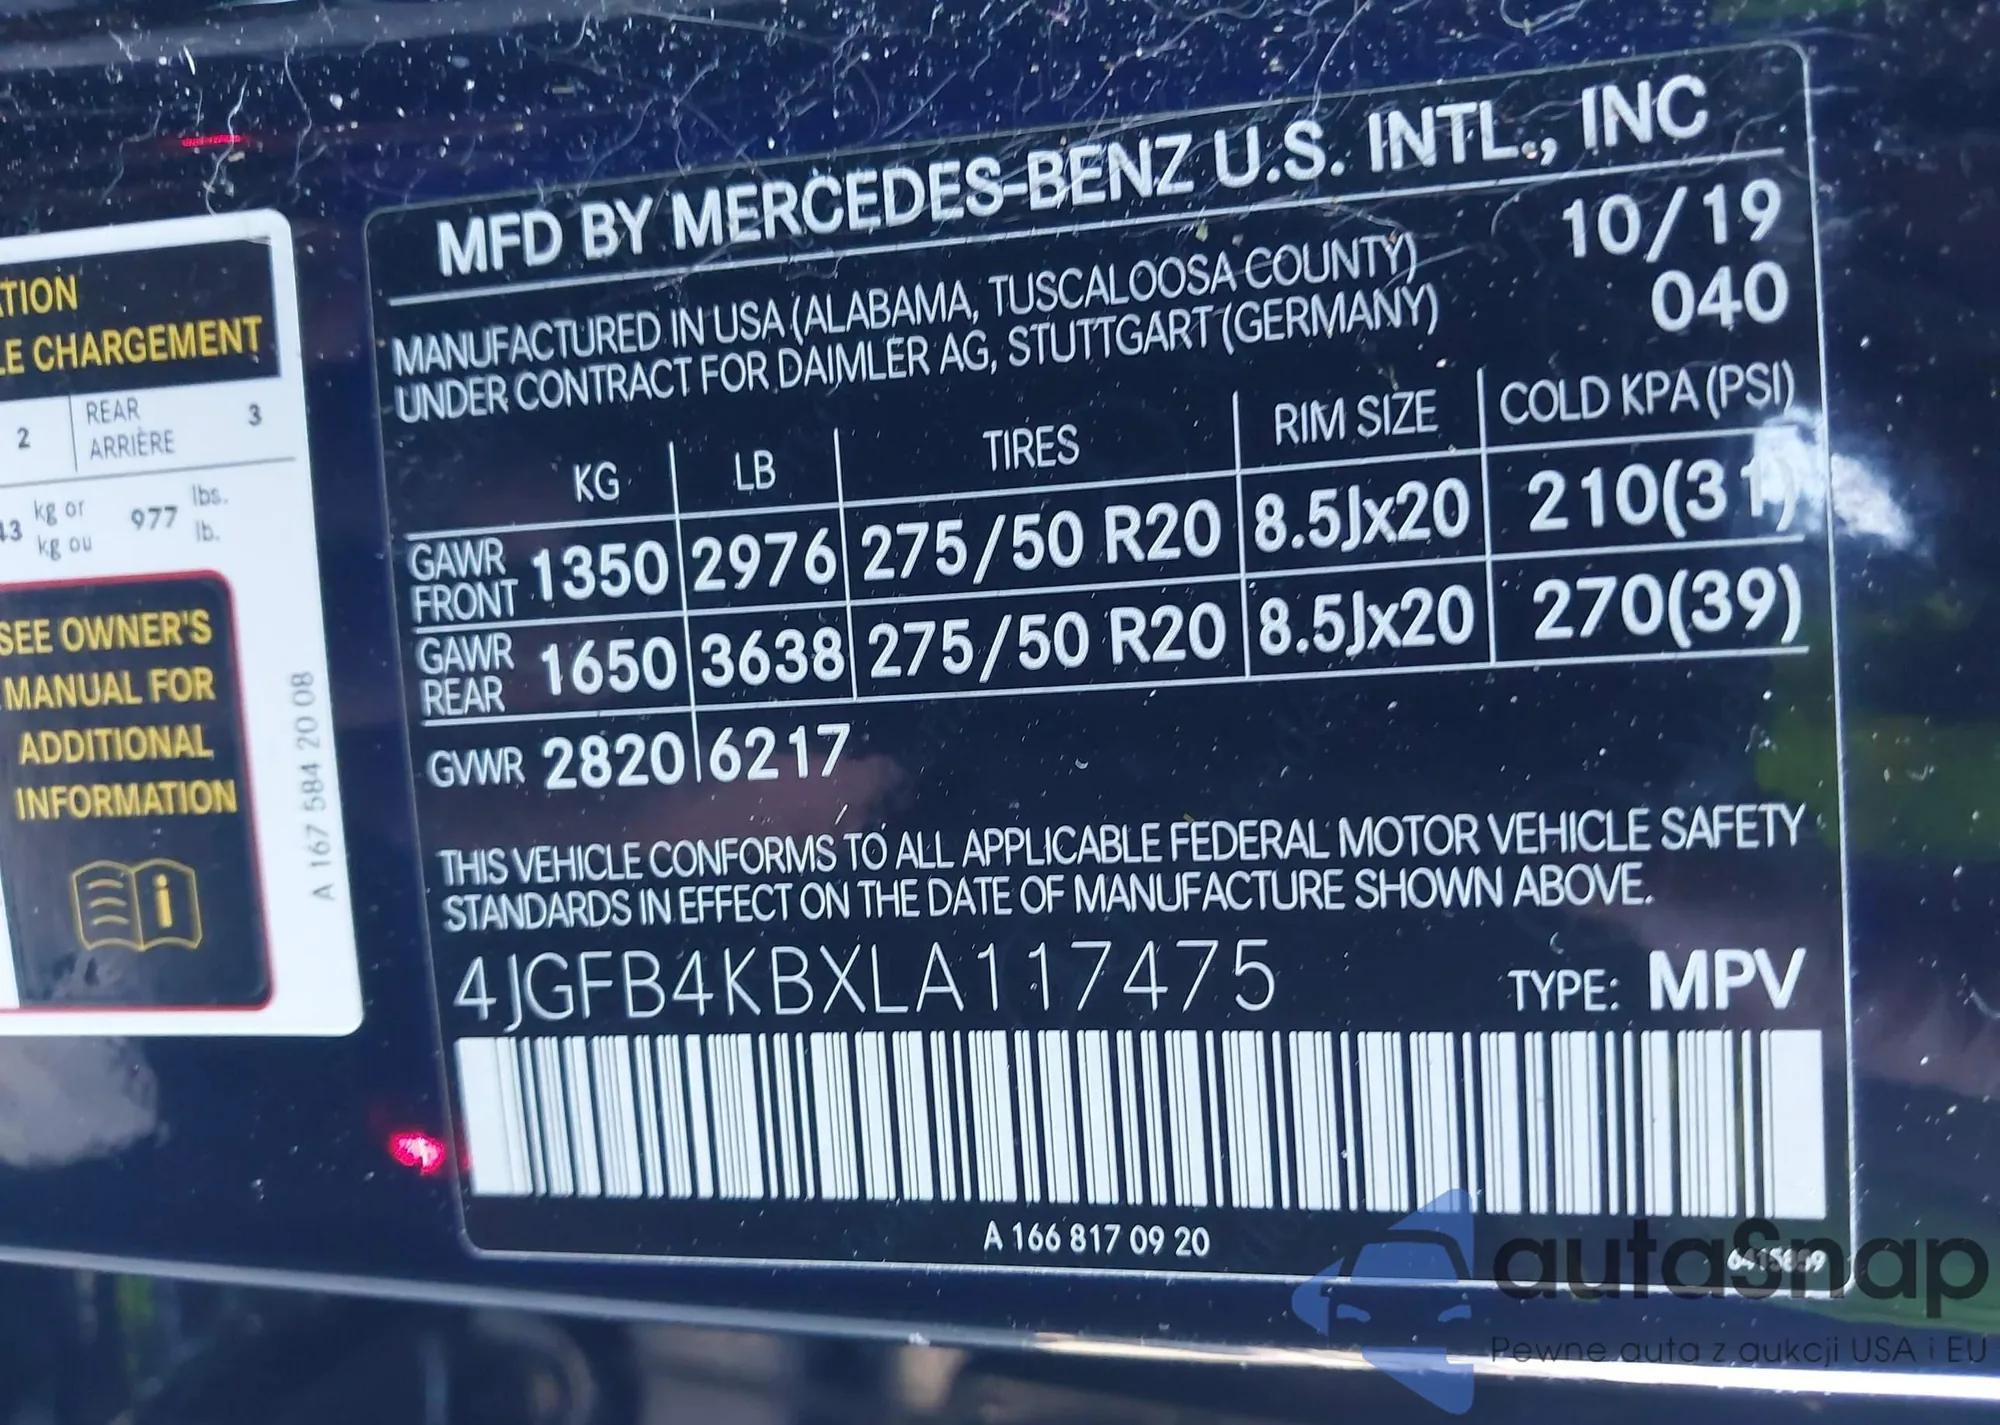 TION
LE CHARGEMENT
2 REAR ARRIÈRE 3
kg or kg ou 977 lbs. lb.
SEE OWNER'S
MANUAL FOR
ADDITIONAL
INFORMATION
A 167 584 20 08
MFD BY MERCEDES-BENZ U.S. INTL., INC
10/19
MANUFACTURED IN USA (ALABAMA, TUSCALOOSA COUNTY)
UNDER CONTRACT FOR DAIMLER AG, STUTTGART (GERMANY)
040
KG LB TIRES RIM SIZE COLD KPA (PSI)
GAWR FRONT 1350 2976 275/50 R20 8.5Jx20 210(31)
GAWR REAR 1650 3638 275/50 R20 8.5Jx20 270(39)
GVWR 2820 6217
THIS VEHICLE CONFORMS TO ALL APPLICABLE FEDERAL MOTOR VEHICLE SAFETY
STANDARDS IN EFFECT ON THE DATE OF MANUFACTURE SHOWN ABOVE.
4JGFB4KBXLA117475 TYPE: MPV
A 166 817 09 20
autaSnap
Pewne auta z aukcji USA i EU